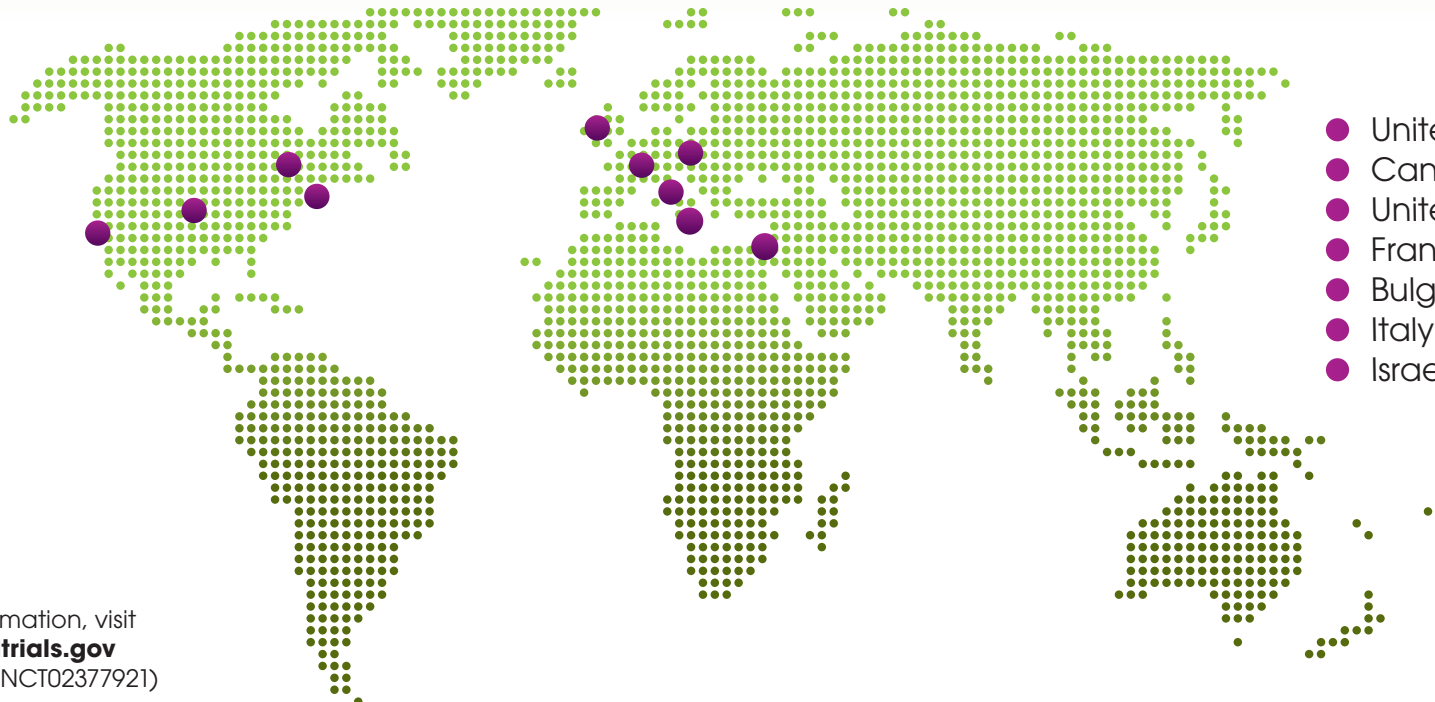 Unite
Can
Unite
Fran
Bulg
Italy
Israe
mation, visit
trials.gov
NCT02377921)